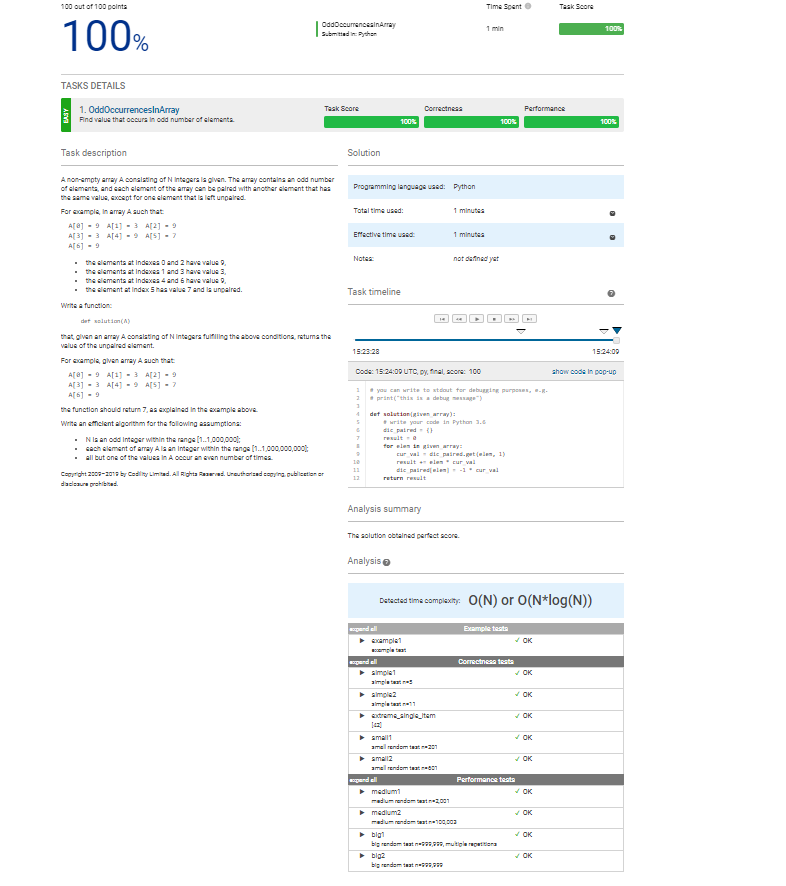 100 out of 100 points
100%
OddOccurrencesInArray
Submitted in: Python
Time Spent
1 min
Task Score
100%
TASKS DETAILS
EASY
1. OddOccurrencesInArray
Find value that occurs in odd number of elements.
Task Score
100%
Correctness
100%
Performance
100%
Task description
A non-empty array A consisting of N integers is given. The array contains an odd number
of elements, and each element of the array can be paired with another element that has
the same value, except for one element that is left unpaired.
For example, in array A such that:
A[0] = 9 A[1] = 3 A[2] = 9
A[3] = 3 A[4] = 9 A[5] = 7
A[6] = 9
• the elements at indexes 0 and 2 have value 9,
• the elements at indexes 1 and 3 have value 3,
• the elements at indexes 4 and 6 have value 9,
• the element at index 5 has value 7 and is unpaired.
Write a function:
def solution(A)
that, given an array A consisting of N integers fulfilling the above conditions, returns the
value of the unpaired element.
For example, given array A such that:
A[0] = 9 A[1] = 3 A[2] = 9
A[3] = 3 A[4] = 9 A[5] = 7
A[6] = 9
the function should return 7, as explained in the example above.
Write an efficient algorithm for the following assumptions:
• N is an odd integer within the range [1..1,000,000];
• each element of array A is an integer within the range [1..1,000,000,000];
• all but one of the values in A occur an even number of times.
Copyright 2009–2019 by Codility Limited. All Rights Reserved. Unauthorized copying, publication or
disclosure prohibited.
Solution
Programming language used: Python
Total time used: 1 minutes
Effective time used: 1 minutes
Notes: not defined yet
Task timeline
15:23:28
15:24:09
Code: 15:24:09 UTC, py, final, score: 100
show code in pop-up
1 # you can write to stdout for debugging purposes, e.g.
2 # print("this is a debug message")
3
4 def solution(given_array):
5 # write your code in Python 3.6
6 dic_paired = {}
7 result = 0
8 for elem in given_array:
9 cur_val = dic_paired.get(elem, 1)
10 result += elem * cur_val
11 dic_paired[elem] = -1 * cur_val
12 return result
Analysis summary
The solution obtained perfect score.
Analysis
Detected time complexity: O(N) or O(N*log(N))
expand all Example tests
example1 ✓ OK
example test
expand all Correctness tests
simple1 ✓ OK
simple test n=5
simple2 ✓ OK
simple test n=11
extreme_single_item ✓ OK
[42]
small1 ✓ OK
small random test n=201
small2 ✓ OK
small random test n=601
expand all Performance tests
medium1 ✓ OK
medium random test n=2,001
medium2 ✓ OK
medium random test n=100,003
big1 ✓ OK
big random test n=999,999, multiple repetitions
big2 ✓ OK
big random test n=999,999